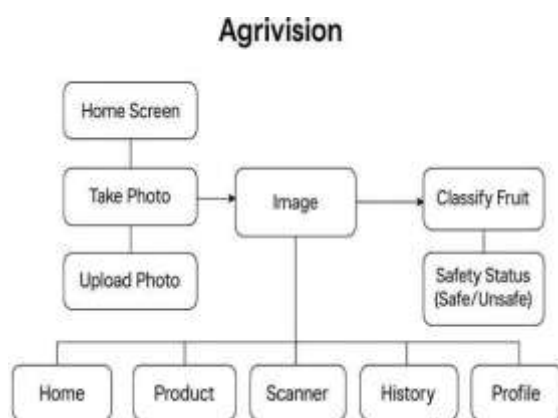 Agrivision
Home Screen
Take Photo
Image
Classify Fruit
Upload Photo
Safety Status
(Safe/Unsafe)
Home
Product
Scanner
History
Profile